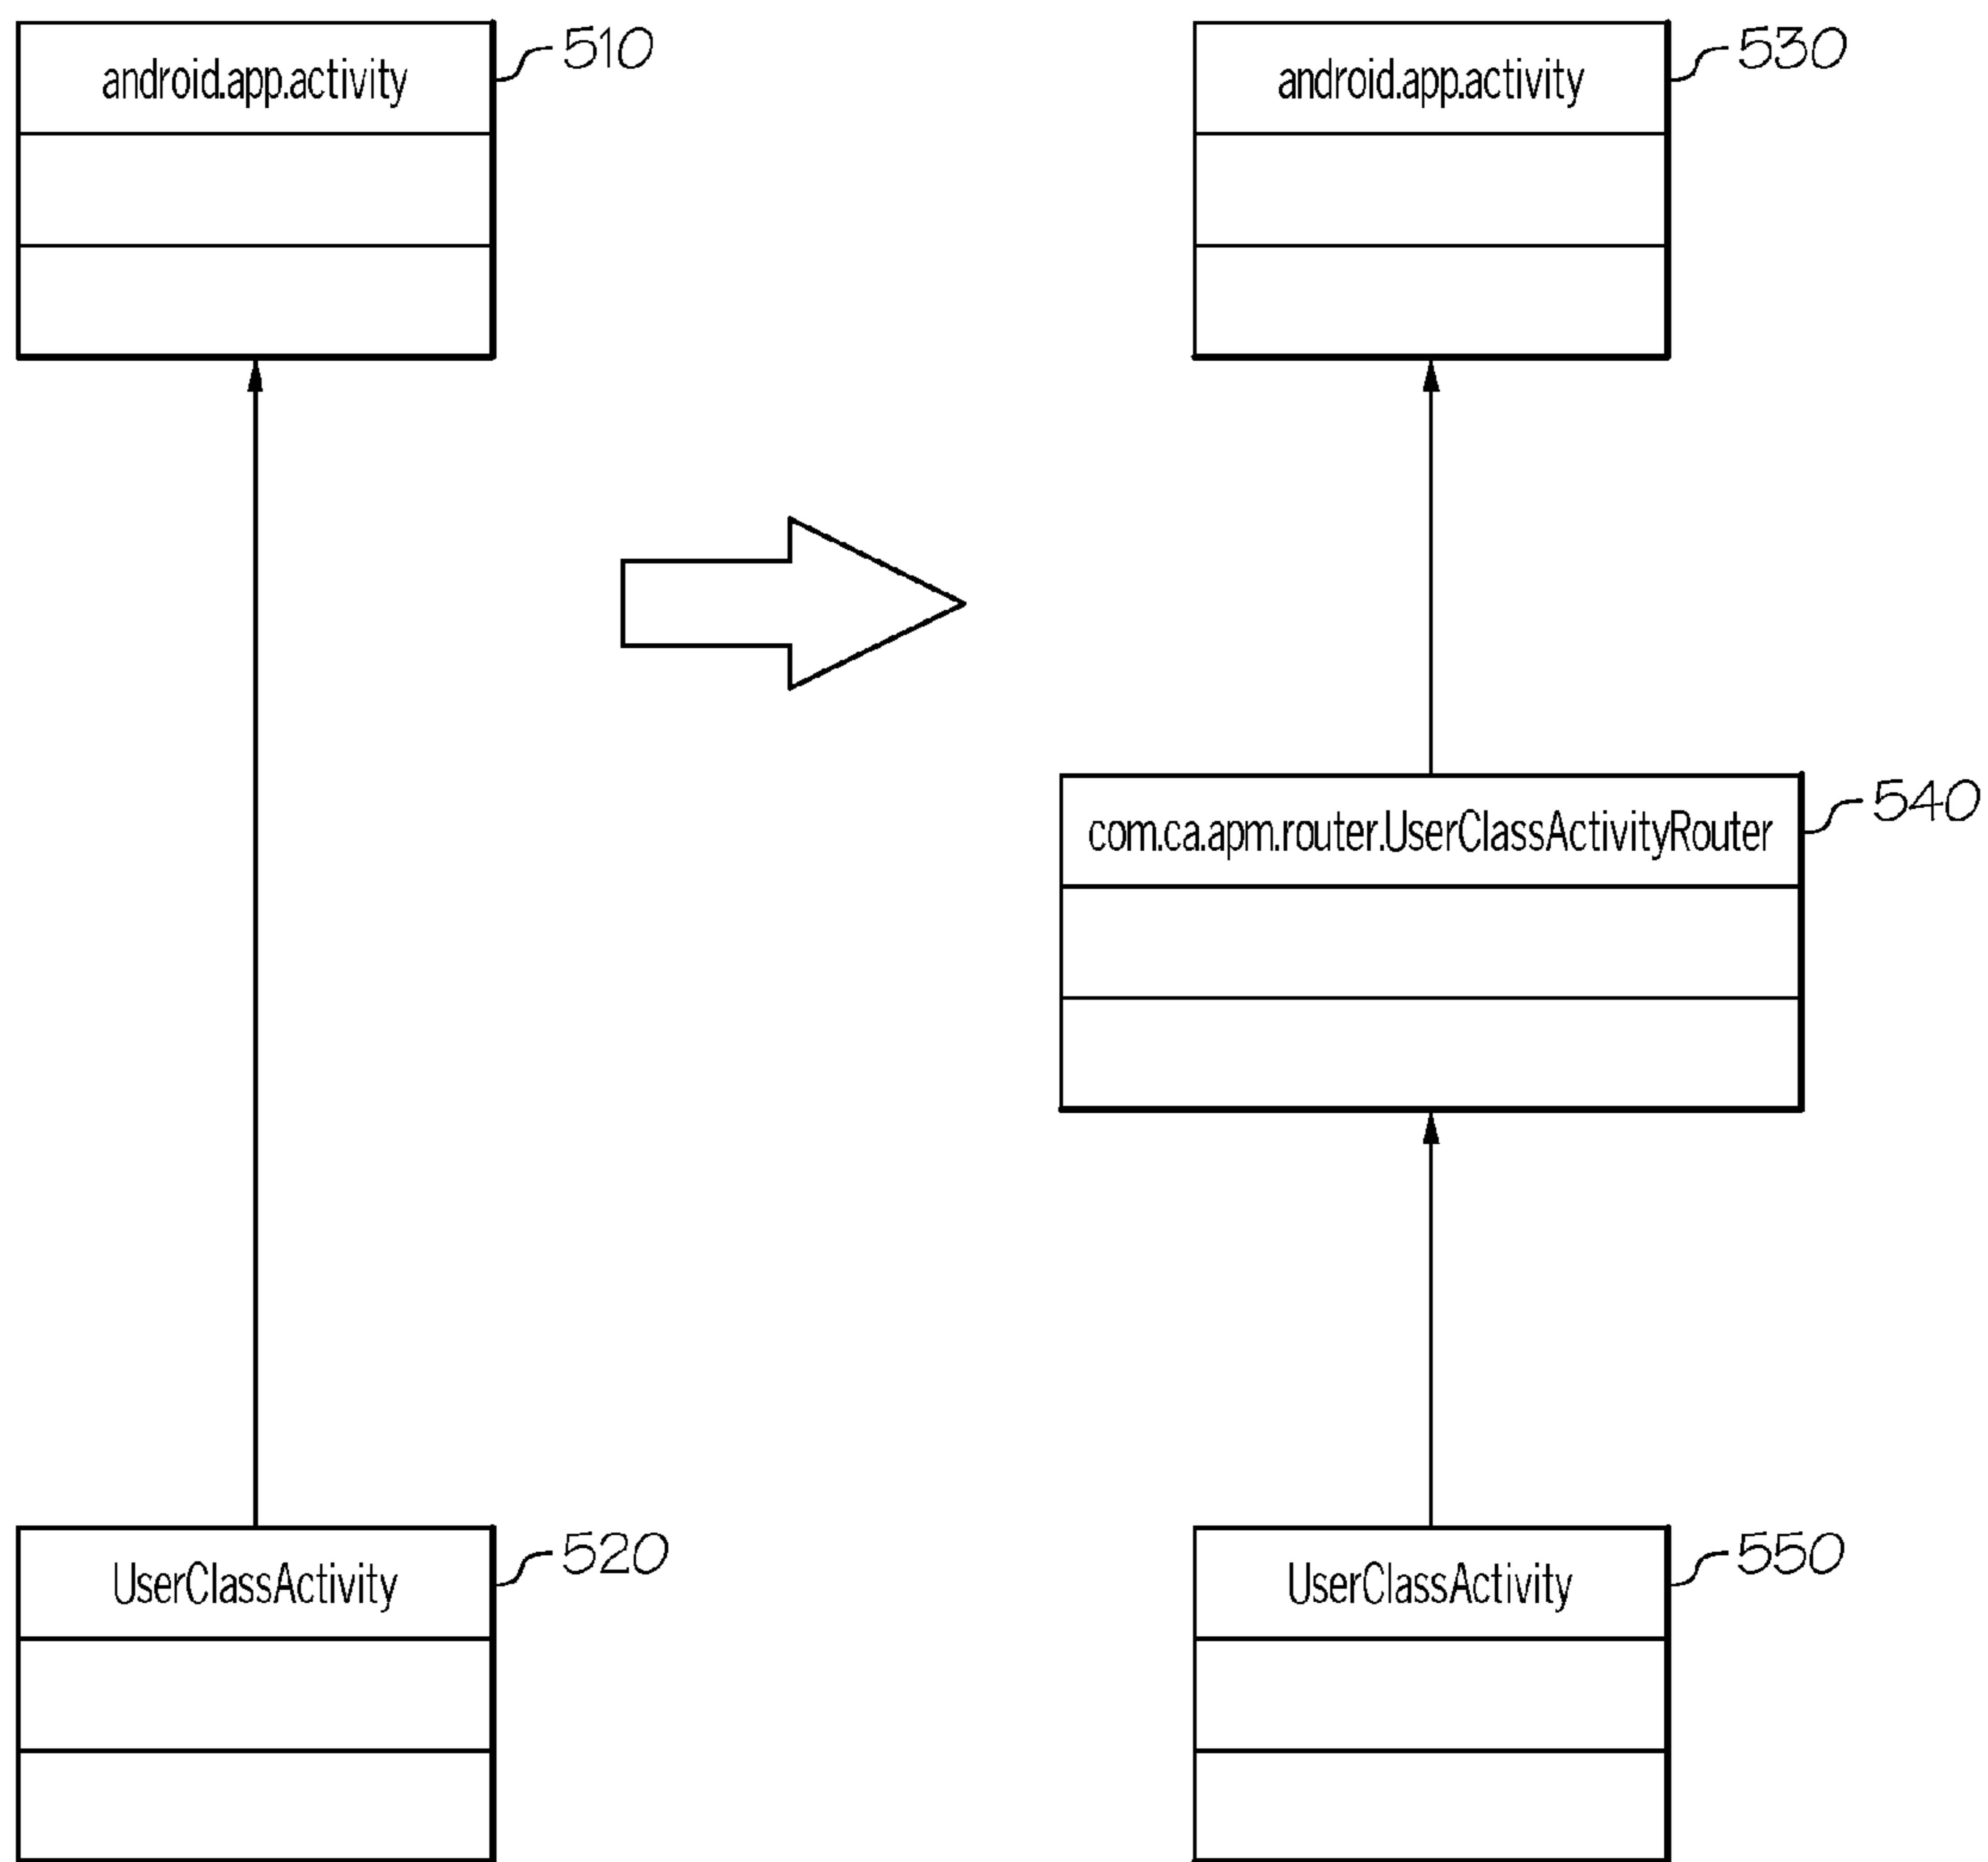 android.app.activity
510
android.app.activity
530
com.ca.apm.router.UserClassActivityRouter
540
UserClassActivity
520
UserClassActivity
550